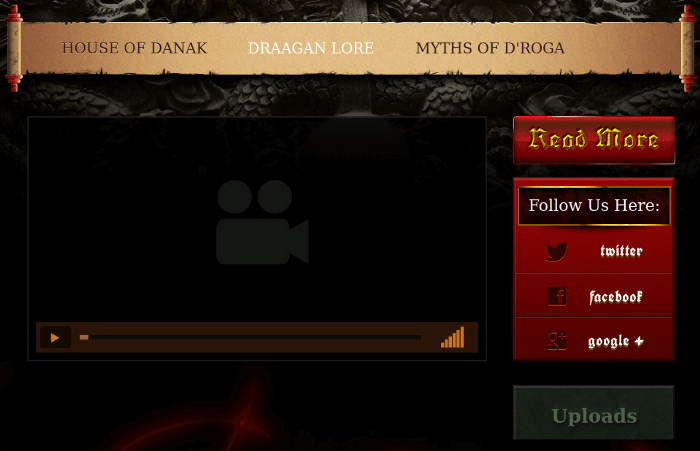 HOUSE OF DANAK DRAAGAN LORE MYTHS OF D'ROGA
Read More
Follow Us Here:
twitter
facebook
google +
Uploads